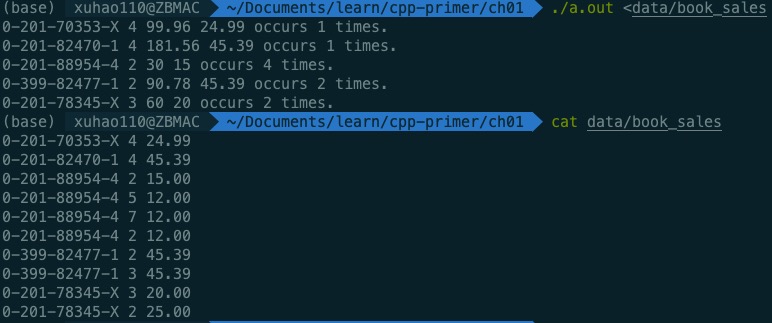 (base) xuhao110@ZBMAC ~/Documents/learn/cpp-primer/ch01 ./a.out <data/book_sales
0-201-70353-X 4 99.96 24.99 occurs 1 times.
0-201-82470-1 4 181.56 45.39 occurs 1 times.
0-201-88954-4 2 30 15 occurs 4 times.
0-399-82477-1 2 90.78 45.39 occurs 2 times.
0-201-78345-X 3 60 20 occurs 2 times.
(base) xuhao110@ZBMAC ~/Documents/learn/cpp-primer/ch01 cat data/book_sales
0-201-70353-X 4 24.99
0-201-82470-1 4 45.39
0-201-88954-4 2 15.00
0-201-88954-4 5 12.00
0-201-88954-4 7 12.00
0-201-88954-4 2 12.00
0-399-82477-1 2 45.39
0-399-82477-1 3 45.39
0-201-78345-X 3 20.00
0-201-78345-X 2 25.00